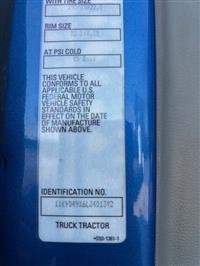 WITH TIRE SIZE
RIM SIZE
AT PSI COLD
THIS VEHICLE
CONFORMS TO ALL
APPLICABLE U.S.
FEDERAL MOTOR
VEHICLE SAFETY
STANDARDS IN
EFFECT ON THE DATE
OF MANUFACTURE
SHOWN ABOVE.
IDENTIFICATION NO.
TRUCK TRACTOR